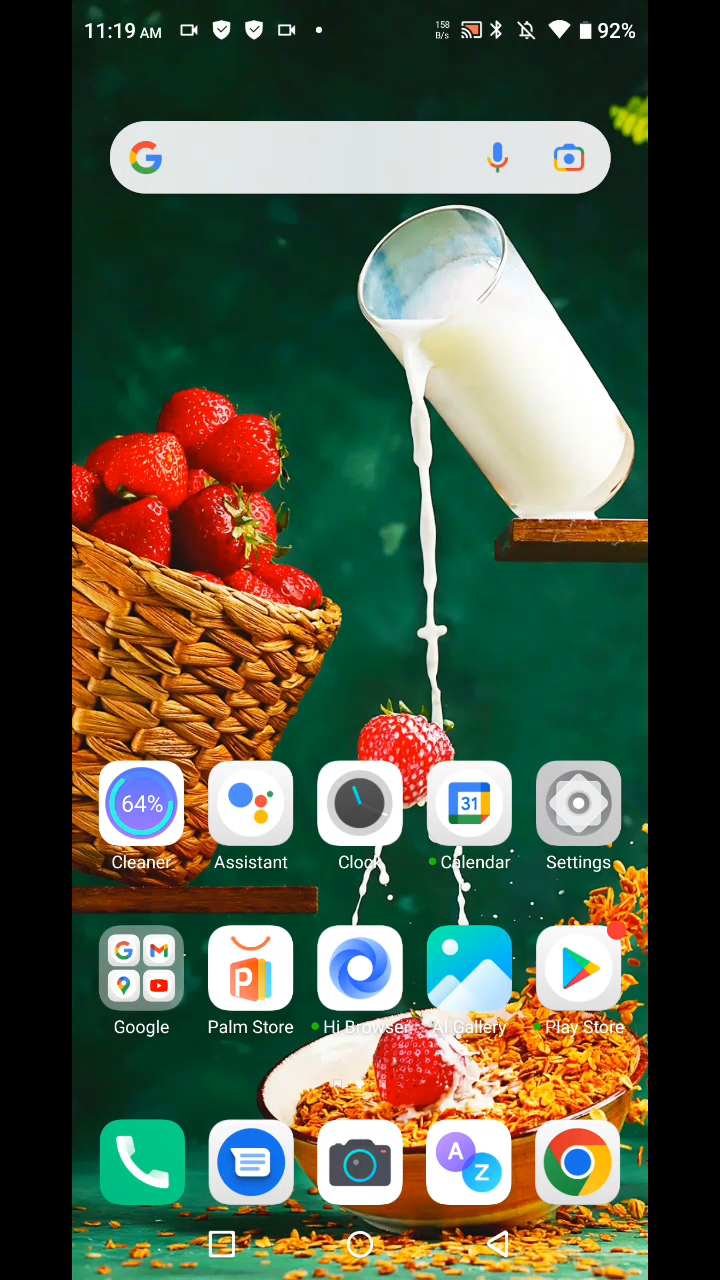 11:19 AM
158 B/s
92%
64%
Cleaner
Assistant
Clock
31
Calendar
Settings
Google
Palm Store
Hi Browser
AI Gallery
Play Store
A
Z